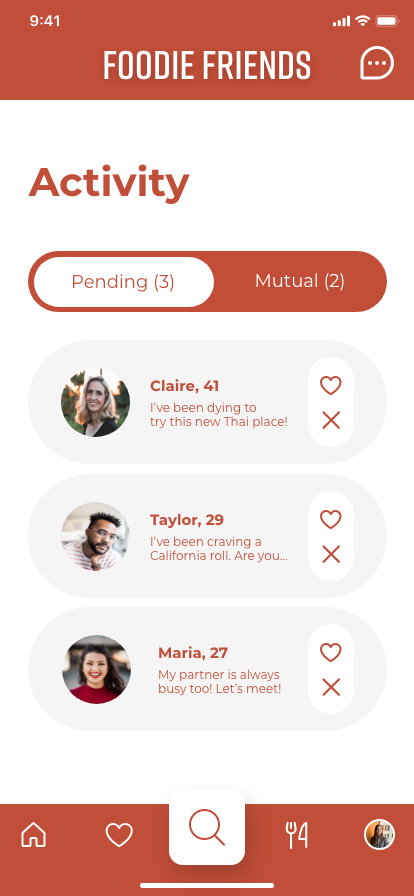 9:41
FOODIE FRIENDS
Activity
Pending (3)
Mutual (2)
Claire, 41
I've been dying to
try this new Thai place!
Taylor, 29
I've been craving a
California roll. Are you...
Maria, 27
My partner is always
busy too! Let's meet!